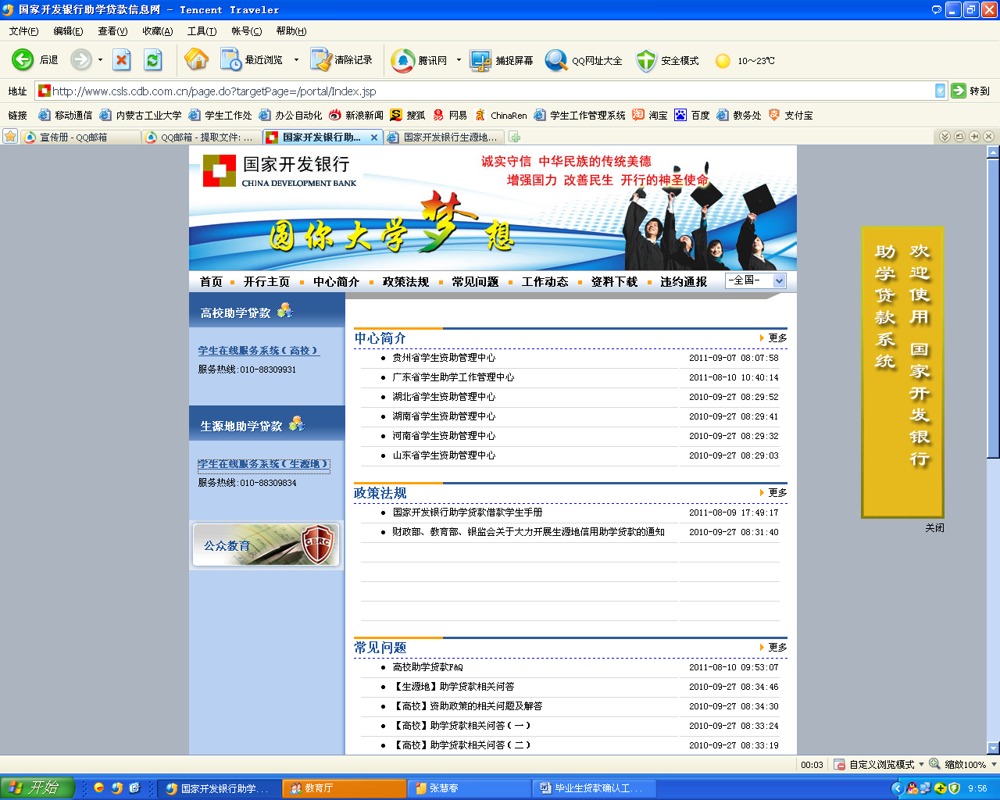 国家开发银行助学贷款信息网 - Tencent Traveler
文件(F) 编辑(E) 查看(V) 收藏(A) 工具(T) 帐号(C) 帮助(H)
后退 最近浏览 清除记录 腾讯网 捕捉屏幕 QQ网址大全 安全模式 10～23℃
地址 http://www.csls.cdb.com.cn/page.do?targetPage=/portal/Index.jsp 转到
链接 移动通信 内蒙古工业大学 学生工作处 办公自动化 新浪新闻 搜狐 网易 ChinaRen 学生工作管理系统 淘宝 百度 教务处 支付宝
宣传册 - QQ邮箱 QQ邮箱 - 提取文件: ... 国家开发银行助... 国家开发银行生源地...
国家开发银行
CHINA DEVELOPMENT BANK
诚实守信 中华民族的传统美德
增强国力 改善民生 开行的神圣使命
圆你大学梦想
首页 开行主页 中心简介 政策法规 常见问题 工作动态 资料下载 违约通报 -全国-
高校助学贷款
学生在线服务系统（高校）
服务热线:010-88309931
生源地助学贷款
学生在线服务系统（生源地）
服务热线:010-88309834
公众教育
CBRC
中心简介 更多
贵州省学生资助管理中心 2011-09-07 08:07:58
广东省学生助学工作管理中心 2011-08-10 10:40:14
湖北省学生资助管理中心 2010-09-27 08:29:52
湖南省学生资助管理中心 2010-09-27 08:29:41
河南省学生资助管理中心 2010-09-27 08:29:32
山东省学生资助管理中心 2010-09-27 08:29:03
政策法规 更多
国家开发银行助学贷款借款学生手册 2011-08-09 17:49:17
财政部、教育部、银监会关于大力开展生源地信用助学贷款的通知 2010-09-27 08:31:40
常见问题 更多
高校助学贷款F&Q 2011-08-10 09:53:07
【生源地】助学贷款相关问答 2010-09-27 08:34:46
【高校】资助政策的相关问题及解答 2010-09-27 08:34:30
【高校】助学贷款相关问答（一） 2010-09-27 08:33:24
【高校】助学贷款相关问答（二） 2010-09-27 08:33:19
欢迎使用 国家开发银行
助学贷款系统
关闭
00:03 自定义浏览模式 缩放100%
开始 国家开发银行助学... 教育厅 张慧春 毕业生贷款确认工... 9:56